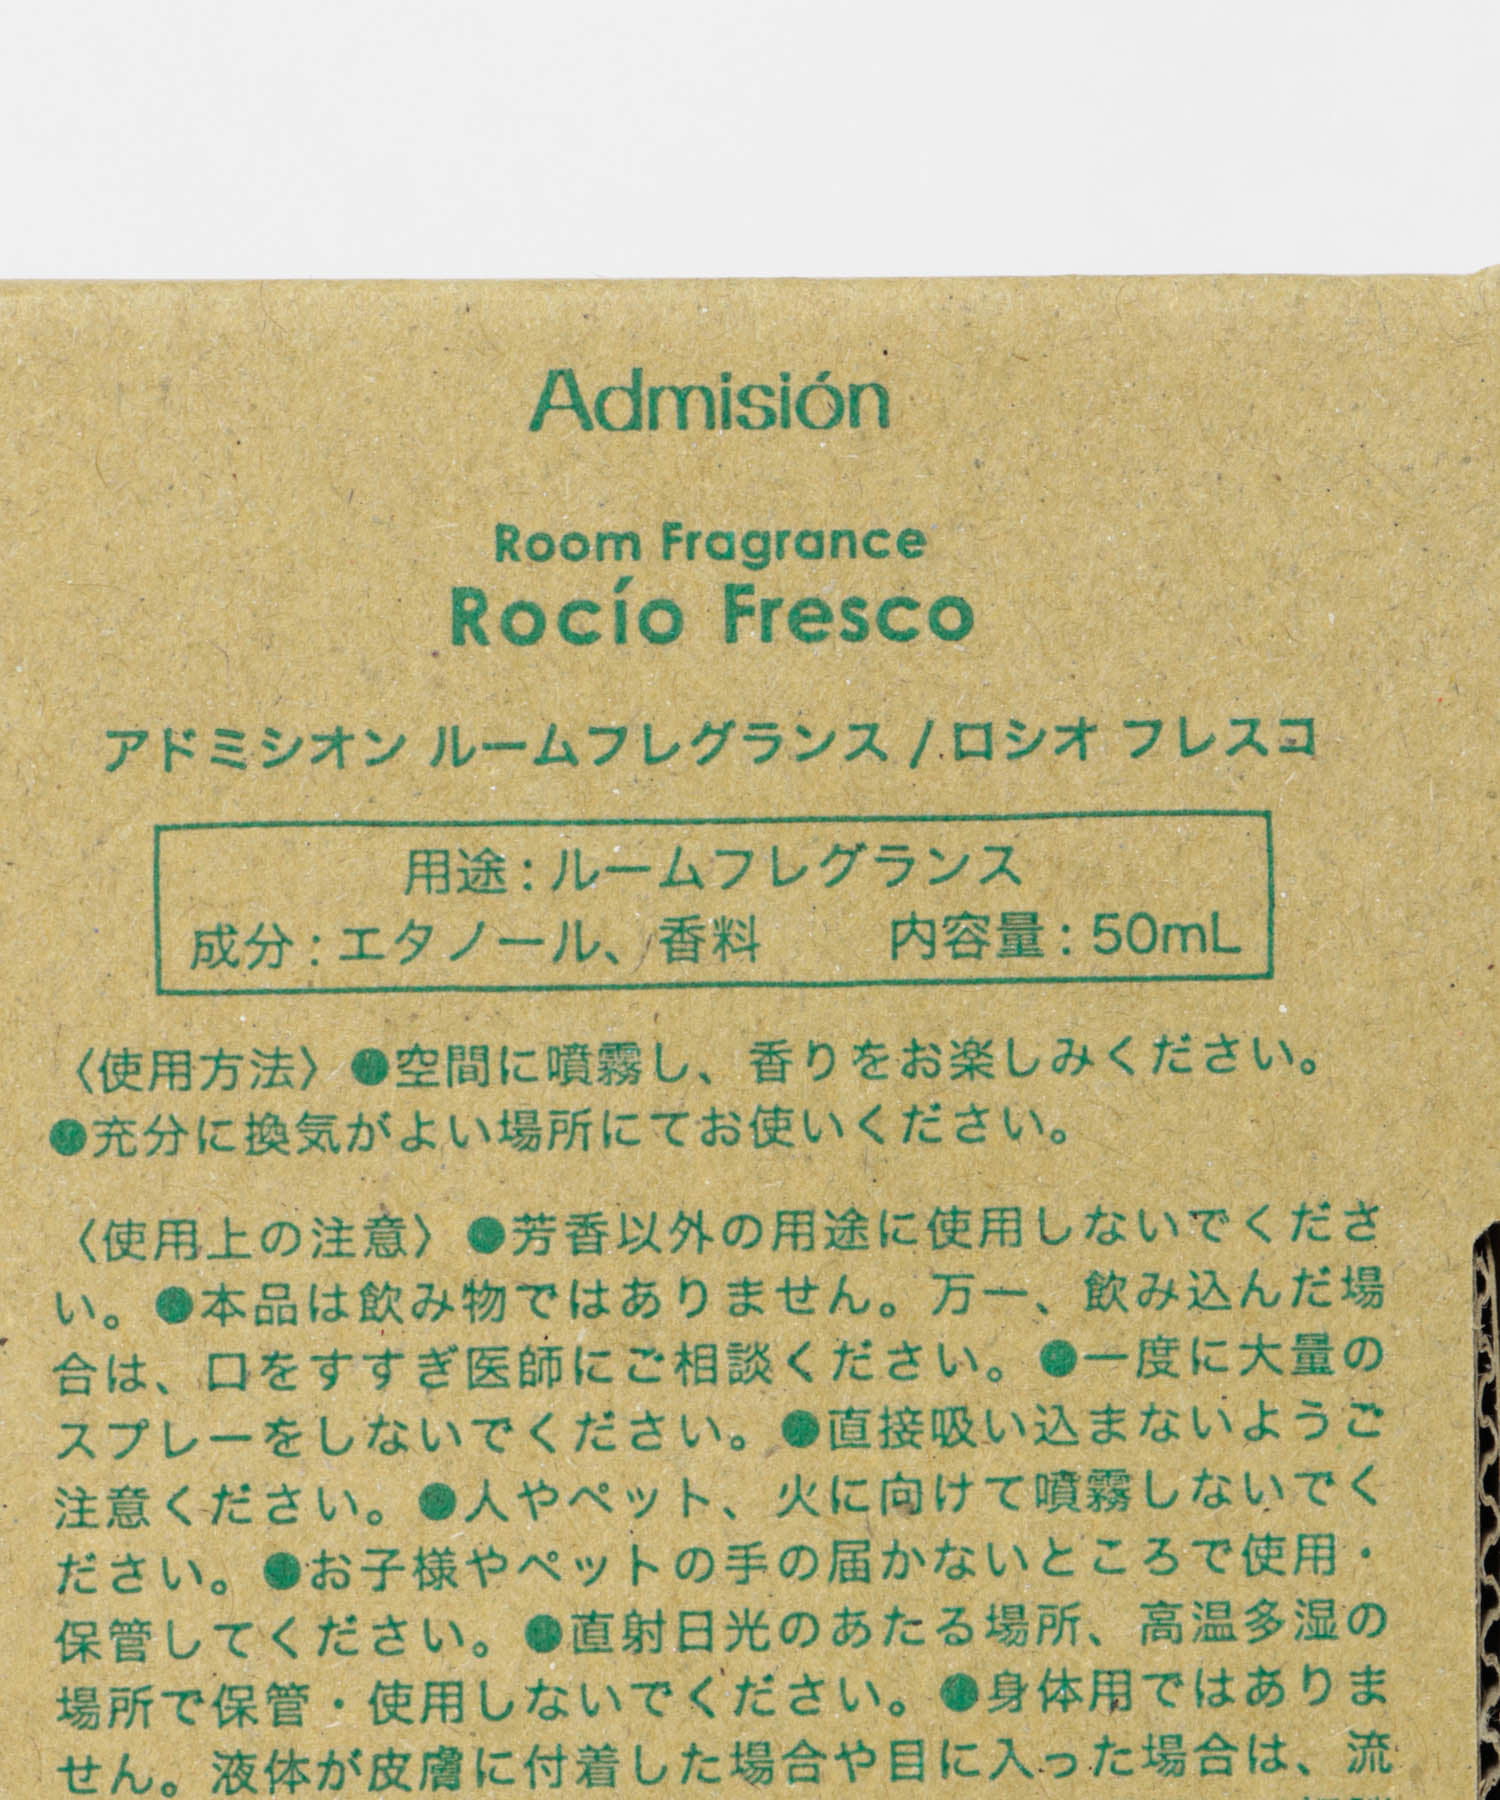 Admisión
Room Fragrance
Rocío Fresco
アドミシオン ルームフレグランス / ロシオ フレスコ
用途 : ルームフレグランス
成分 : エタノール、香料　内容量 : 50mL
〈使用方法〉●空間に噴霧し、香りをお楽しみください。
●充分に換気がよい場所にてお使いください。
〈使用上の注意〉●芳香以外の用途に使用しないでくださ
い。●本品は飲み物ではありません。万一、飲み込んだ場
合は、口をすすぎ医師にご相談ください。●一度に大量の
スプレーをしないでください。●直接吸い込まないようご
注意ください。●人やペット、火に向けて噴霧しないでく
ださい。●お子様やペットの手の届かないところで使用・
保管してください。●直射日光のあたる場所、高温多湿の
場所で保管・使用しないでください。●身体用ではありま
せん。液体が皮膚に付着した場合や目に入った場合は、流